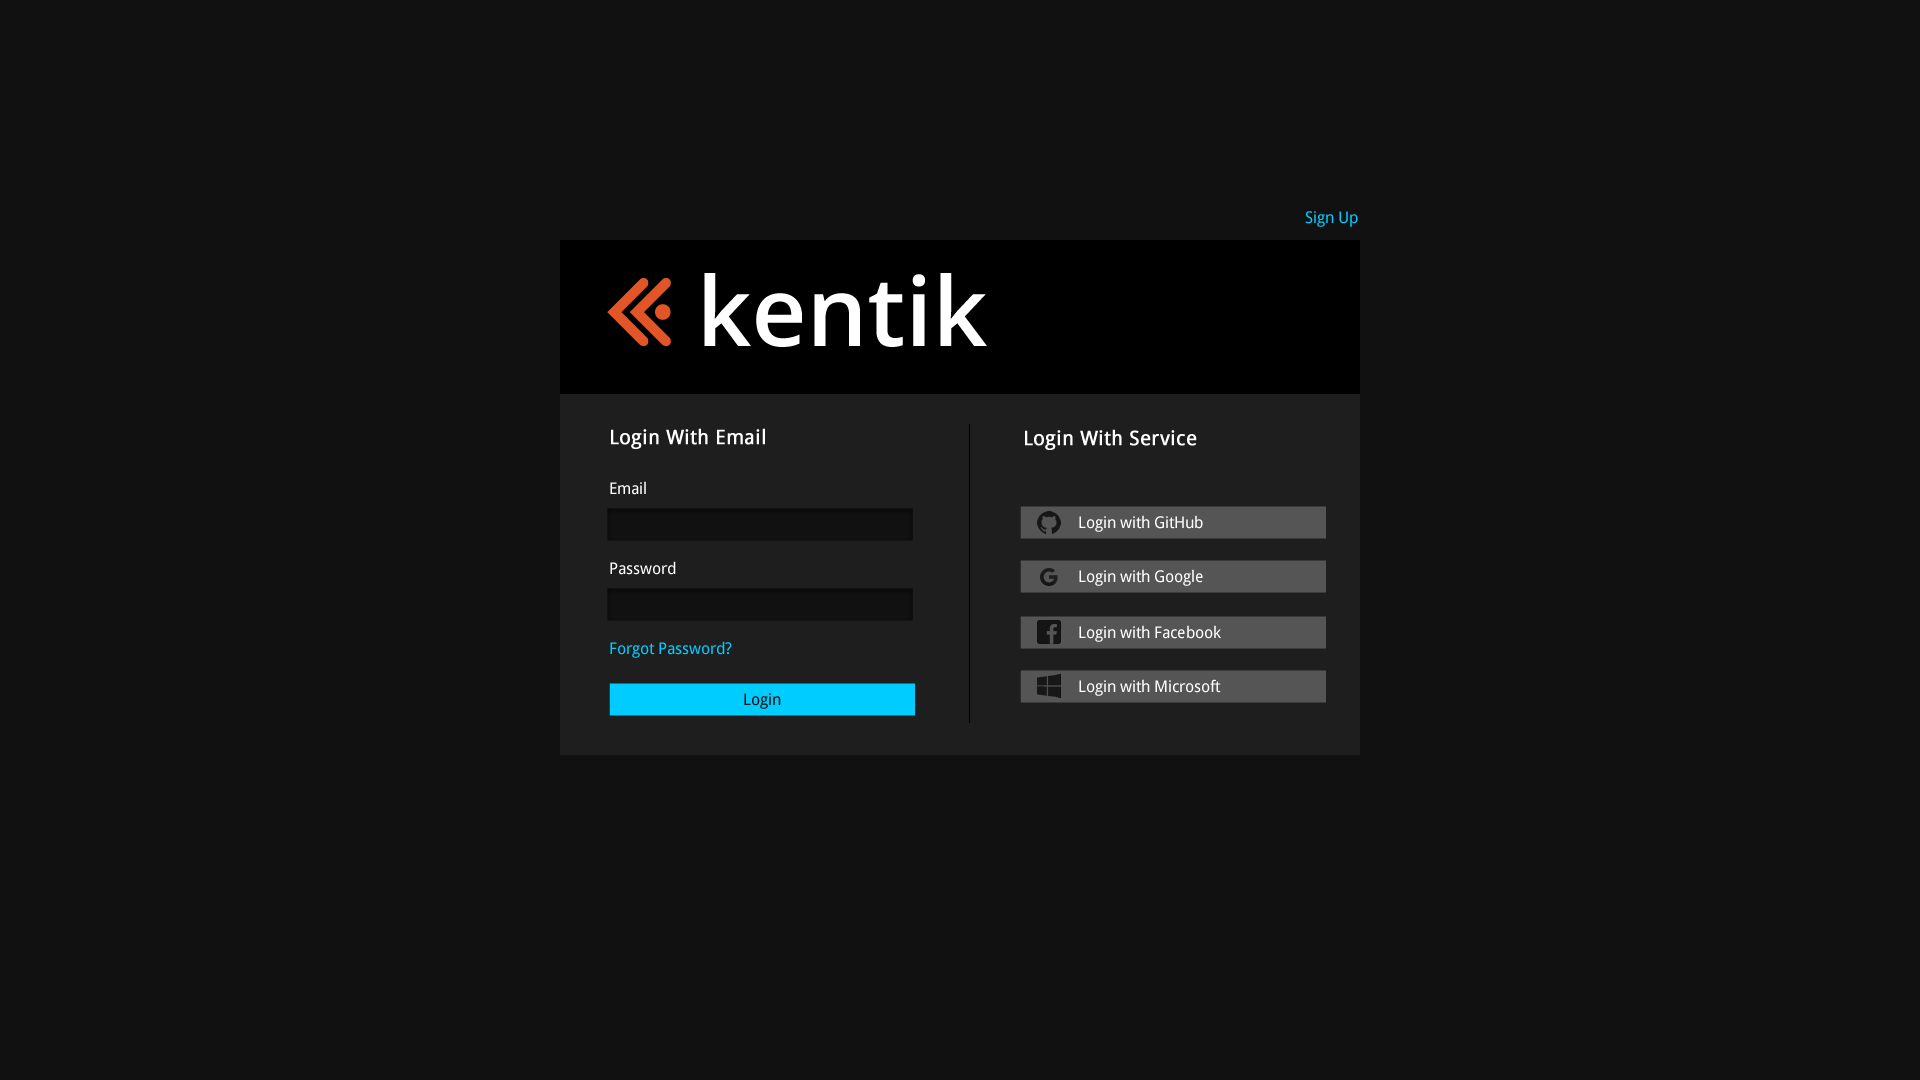 Sign Up
kentik
Login With Email
Email
Password
Forgot Password?
Login
Login With Service
Login with GitHub
Login with Google
Login with Facebook
Login with Microsoft